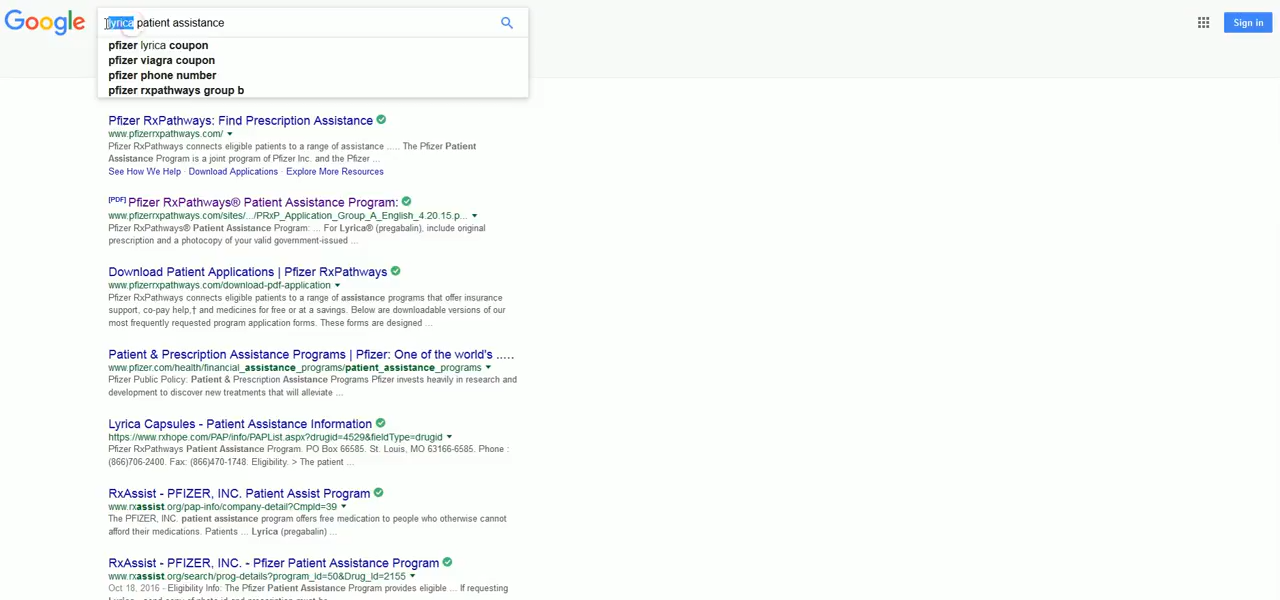 Google
lyrica patient assistance
Sign in
pfizer lyrica coupon
pfizer viagra coupon
pfizer phone number
pfizer rxpathways group b
Pfizer RxPathways: Find Prescription Assistance
www.pfizerrxpathways.com/
Pfizer RxPathways connects eligible patients to a range of assistance ..... The Pfizer Patient
Assistance Program is a joint program of Pfizer Inc. and the Pfizer ...
See How We Help · Download Applications · Explore More Resources
[PDF] Pfizer RxPathways® Patient Assistance Program:
www.pfizerrxpathways.com/sites/.../PRxP_Application_Group_A_English_4.20.15.p...
Pfizer RxPathways® Patient Assistance Program: ... For Lyrica® (pregabalin), include original
prescription and a photocopy of your valid government-issued ...
Download Patient Applications | Pfizer RxPathways
www.pfizerrxpathways.com/download-pdf-application
Pfizer RxPathways connects eligible patients to a range of assistance programs that offer insurance
support, co-pay help,† and medicines for free or at a savings. Below are downloadable versions of our
most frequently requested program application forms. These forms are designed ...
Patient & Prescription Assistance Programs | Pfizer: One of the world's .....
www.pfizer.com/health/financial_assistance_programs/patient_assistance_programs
Pfizer Public Policy: Patient & Prescription Assistance Programs Pfizer invests heavily in research and
development to discover new treatments that will alleviate ...
Lyrica Capsules - Patient Assistance Information
https://www.rxhope.com/PAP/info/PAPList.aspx?drugid=4529&fieldType=drugid
Pfizer RxPathways Patient Assistance Program. PO Box 66585. St. Louis, MO 63166-6585. Phone :
(866)706-2400. Fax: (866)470-1748. Eligibility. > The patient ...
RxAssist - PFIZER, INC. Patient Assist Program
www.rxassist.org/pap-info/company-detail?CmpId=39
The PFIZER, INC. patient assistance program offers free medication to people who otherwise cannot
afford their medications. Patients ... Lyrica (pregabalin) ...
RxAssist - PFIZER, INC. - Pfizer Patient Assistance Program
www.rxassist.org/search/prog-details?program_Id=50&Drug_Id=2155
Oct 18, 2016 - Eligibility Info: The Pfizer Patient Assistance Program provides eligible ... If requesting